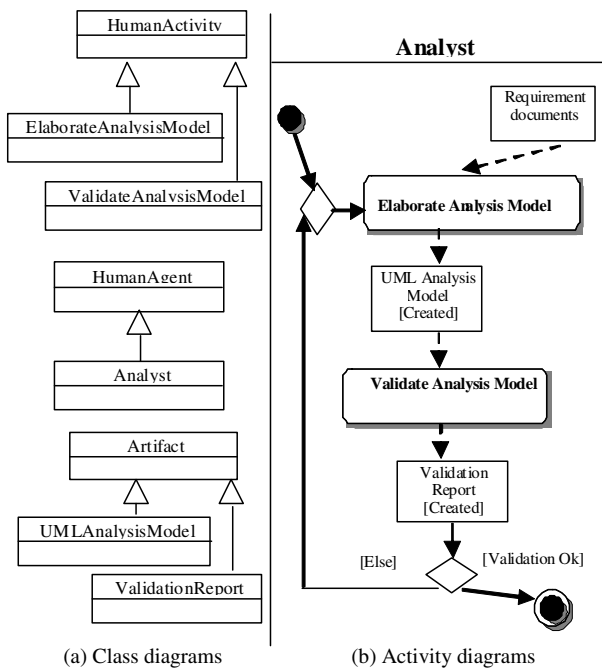 HumanActivity
ElaborateAnalysisModel
ValidateAnalysisModel
HumanAgent
Analyst
Artifact
UMLAnalysisModel
ValidationReport
(a) Class diagrams
Analyst
Requirement
documents
Elaborate Analysis Model
UML Analysis
Model
[Created]
Validate Analysis Model
Validation
Report
[Created]
[Else]
[Validation Ok]
(b) Activity diagrams